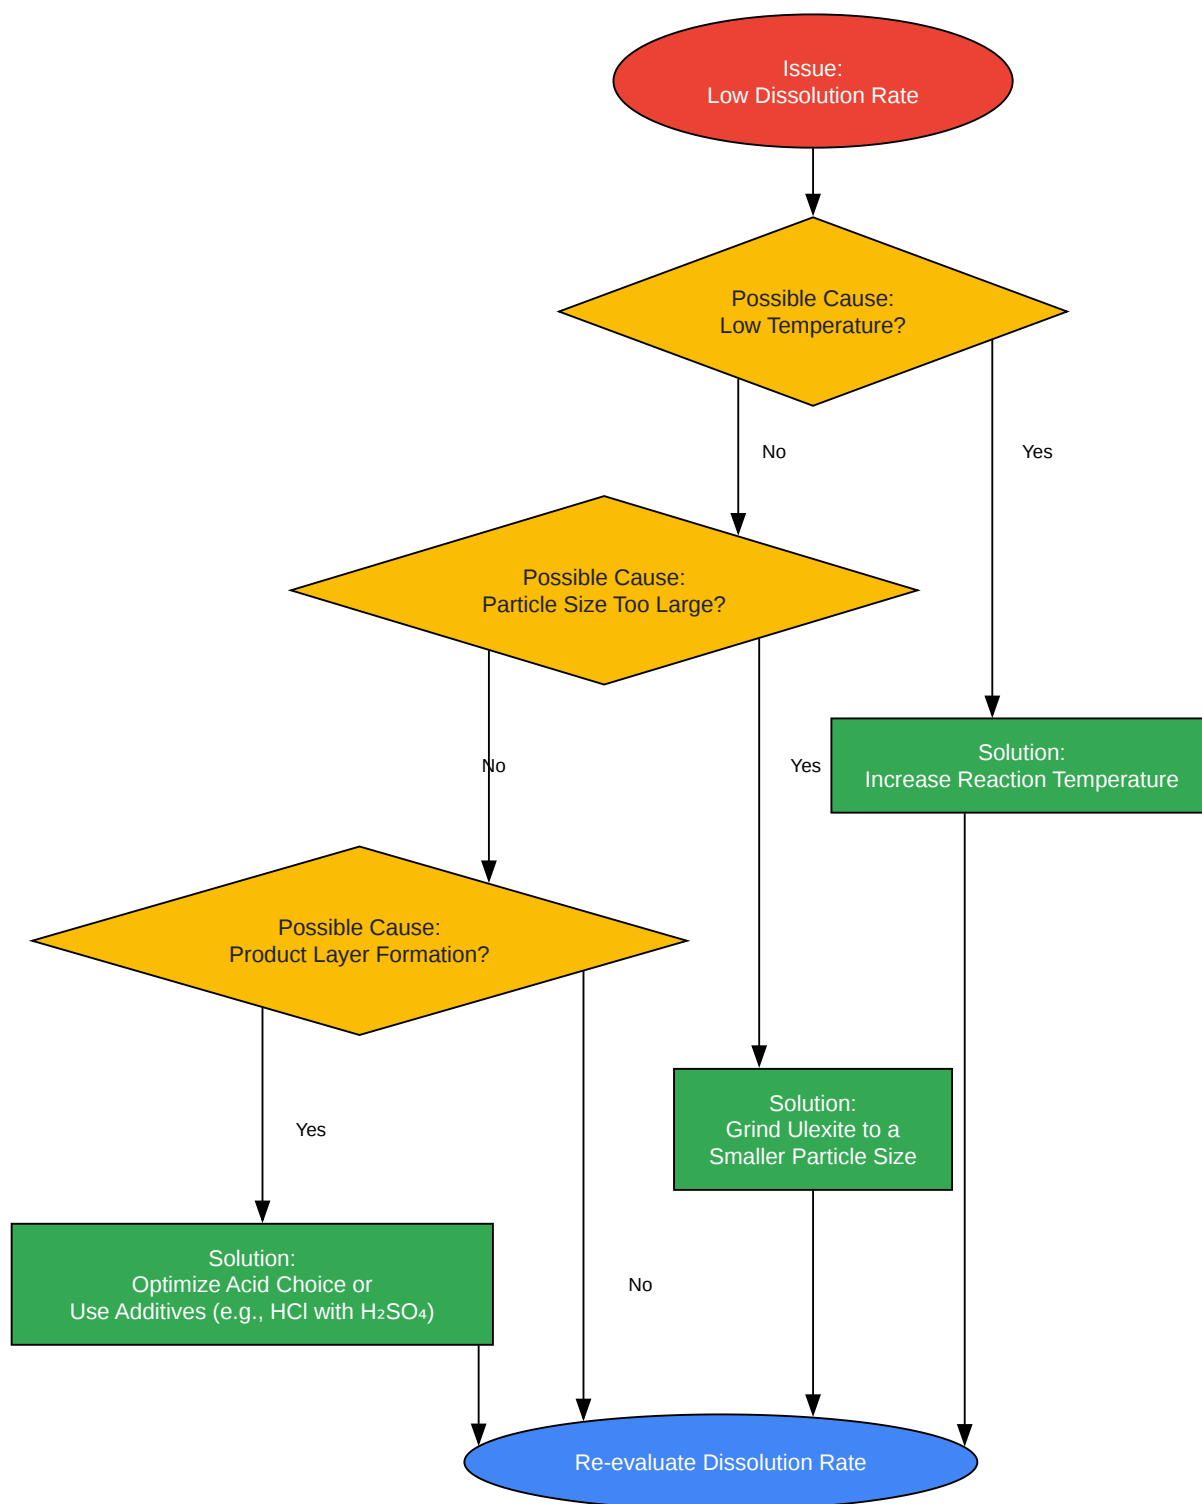 Issue:
Low Dissolution Rate
Possible Cause:
Low Temperature?
No
Yes
Possible Cause:
Particle Size Too Large?
No
Yes
Solution:
Increase Reaction Temperature
Possible Cause:
Product Layer Formation?
Yes
No
Solution:
Grind Ulexite to a
Smaller Particle Size
Solution:
Optimize Acid Choice or
Use Additives (e.g., HCl with H₂SO₄)
Re-evaluate Dissolution Rate